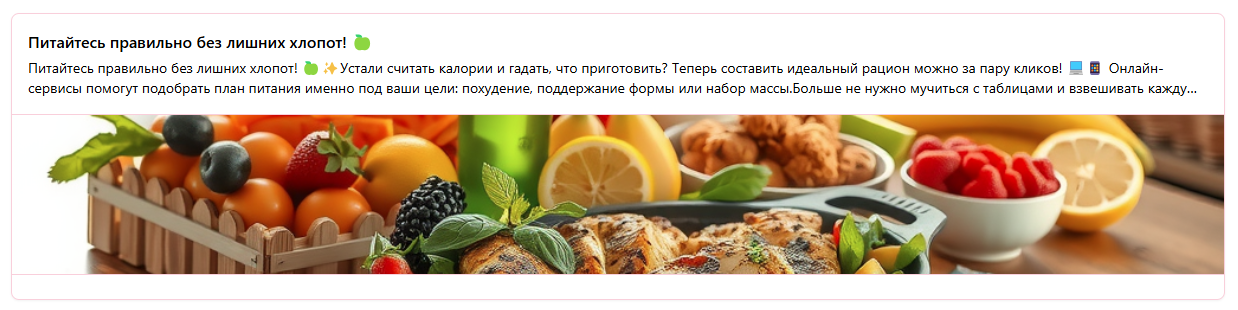 Питайтесь правильно без лишних хлопот! 🍏
Питайтесь правильно без лишних хлопот! 🍏✨Устали считать калории и гадать, что приготовить? Теперь составить идеальный рацион можно за пару кликов! 💻📱 Онлайн-
сервисы помогут подобрать план питания именно под ваши цели: похудение, поддержание формы или набор массы.Больше не нужно мучиться с таблицами и взвешивать кажду...